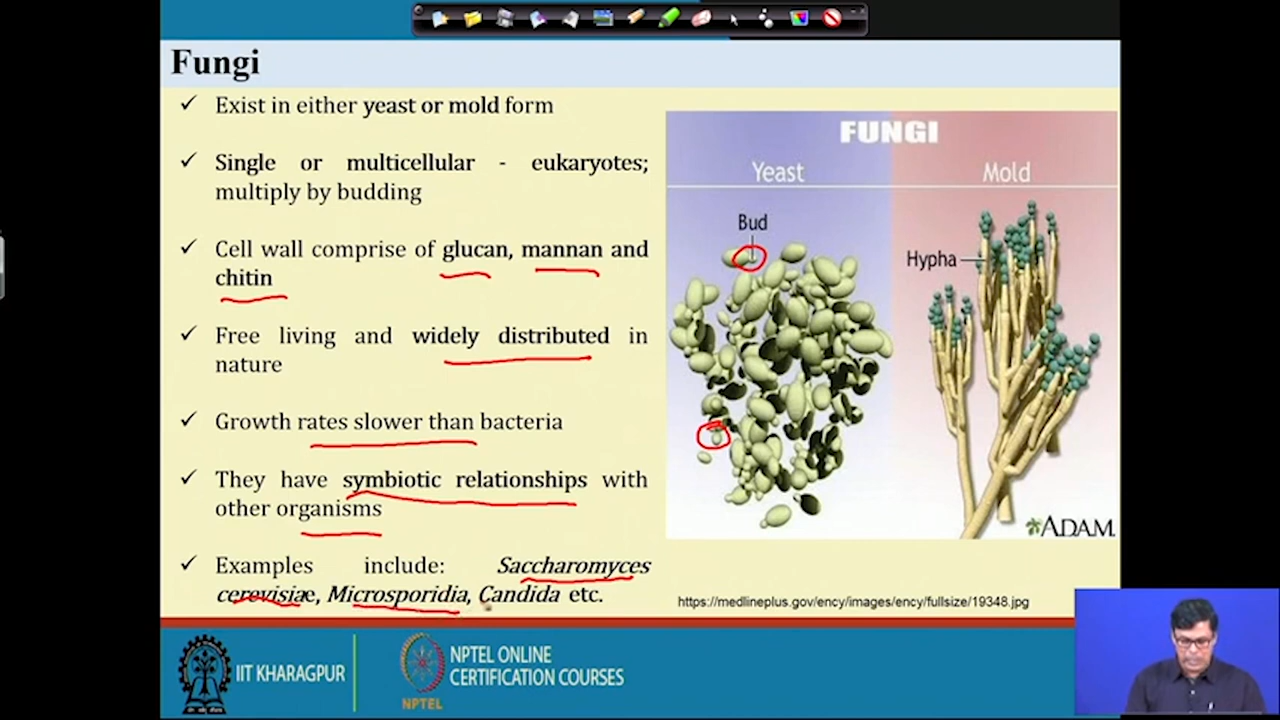 Fungi
✓ Exist in either yeast or mold form
✓ Single or multicellular - eukaryotes;
multiply by budding
✓ Cell wall comprise of glucan, mannan and
chitin
✓ Free living and widely distributed in
nature
✓ Growth rates slower than bacteria
✓ They have symbiotic relationships with
other organisms
✓ Examples include: Saccharomyces
cerevisiae, Microsporidia, Candida etc.
FUNGI
Yeast
Mold
Bud
Hypha
ADAM.
https://medlineplus.gov/ency/images/ency/fullsize/19348.jpg
IIT KHARAGPUR
NPTEL
NPTEL ONLINE
CERTIFICATION COURSES